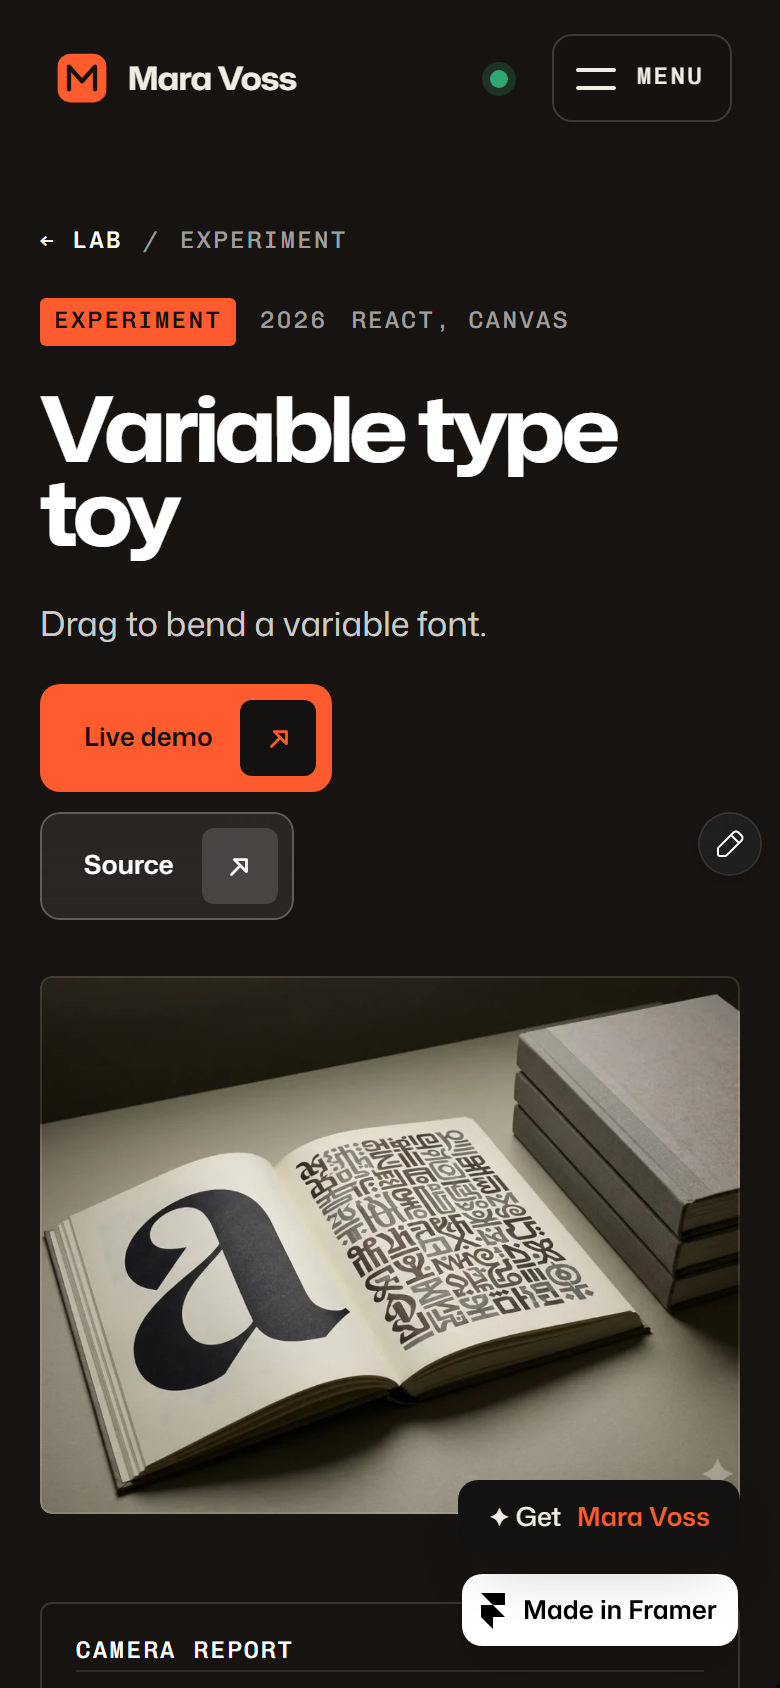 Mara Voss
MENU
← LAB / EXPERIMENT
EXPERIMENT 2026 REACT, CANVAS
Variable type
toy
Drag to bend a variable font.
Live demo
Source
a
Get Mara Voss
Made in Framer
CAMERA REPORT